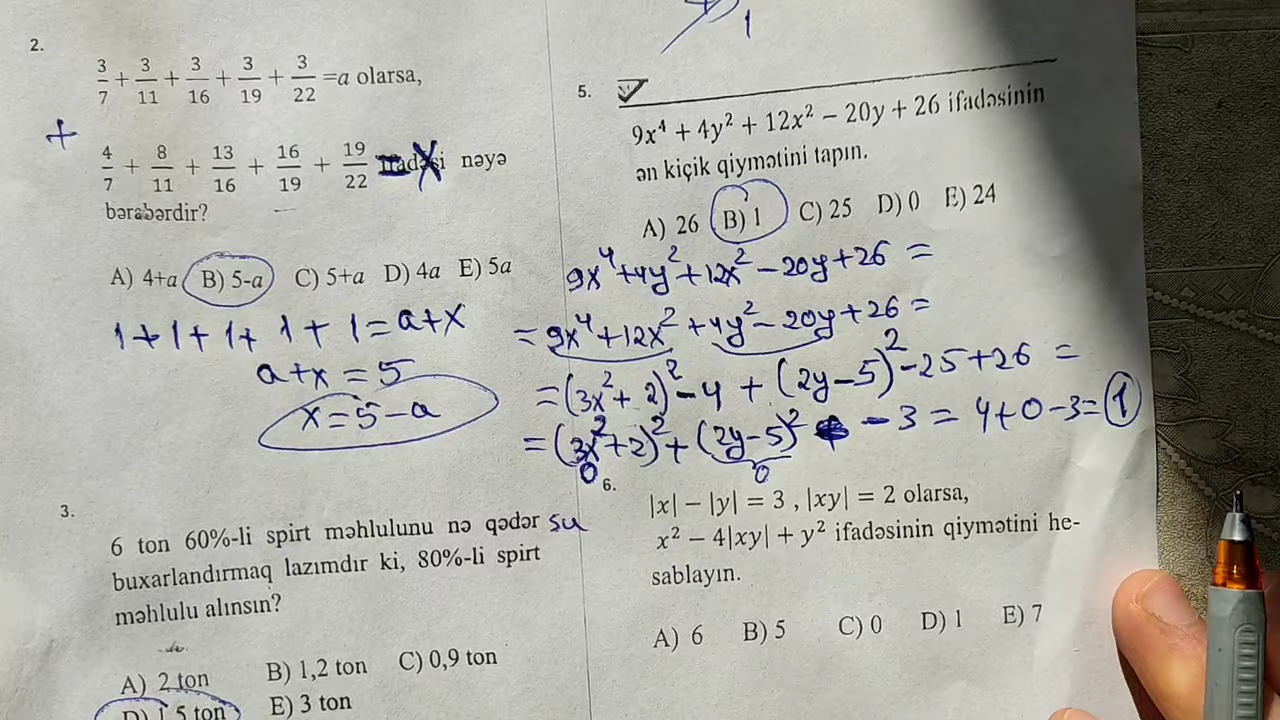 2.
3/7 + 3/11 + 3/16 + 3/19 + 3/22 = a olarsa,
+
4/7 + 8/11 + 13/16 + 16/19 + 19/22 X nəyə
bərabərdir?
A) 4+a B) 5-a C) 5+a D) 4a E) 5a
1+1+1+1+1=a+x
a+x=5
x=5-a
3.
6 ton 60%-li spirt məhlulunu nə qədər su
buxarlandırmaq lazımdır ki, 80%-li spirt
məhlulu alınsın?
A) 2 ton B) 1,2 ton C) 0,9 ton
D) 1,5 ton E) 3 ton
1
5.
9x⁴ + 4y² + 12x² − 20y + 26 ifadəsinin
ən kiçik qiymətini tapın.
A) 26 B) 1 C) 25 D) 0 E) 24
9x⁴+4y²+12x²−20y+26 =
=9x⁴+12x²+4y²−20y+26=
=(3x²+2)²−4+(2y−5)²−25+26=
=(3x²+2)²+(2y−5)² −3=4+0−3=1
0 0
6.
|x| − |y| = 3 , |xy| = 2 olarsa,
x² − 4|xy| + y² ifadəsinin qiymətini he-
sablayın.
A) 6 B) 5 C) 0 D) 1 E) 7